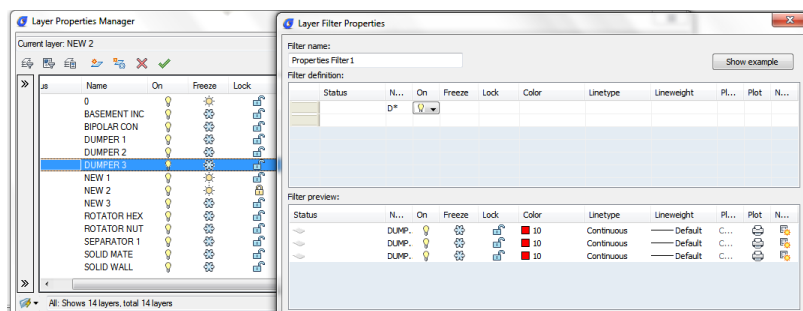 Layer Properties Manager
Current layer: NEW 2
us Name On Freeze Lock
0
BASEMENT INC
BIPOLAR CON
DUMPER 1
DUMPER 2
DUMPER 3
NEW 1
NEW 2
NEW 3
ROTATOR HEX
ROTATOR NUT
SEPARATOR 1
SOLID MATE
SOLID WALL
All: Shows 14 layers, total 14 layers
Layer Filter Properties
Filter name:
Properties Filter1
Show example
Filter definition:
Status N... On Freeze Lock Color Linetype Lineweight Pl... Plot N...
D*
Filter preview:
Status N... On Freeze Lock Color Linetype Lineweight Pl... Plot N...
DUMP. 10 Continuous Default C...
DUMP. 10 Continuous Default C...
DUMP. 10 Continuous Default C...